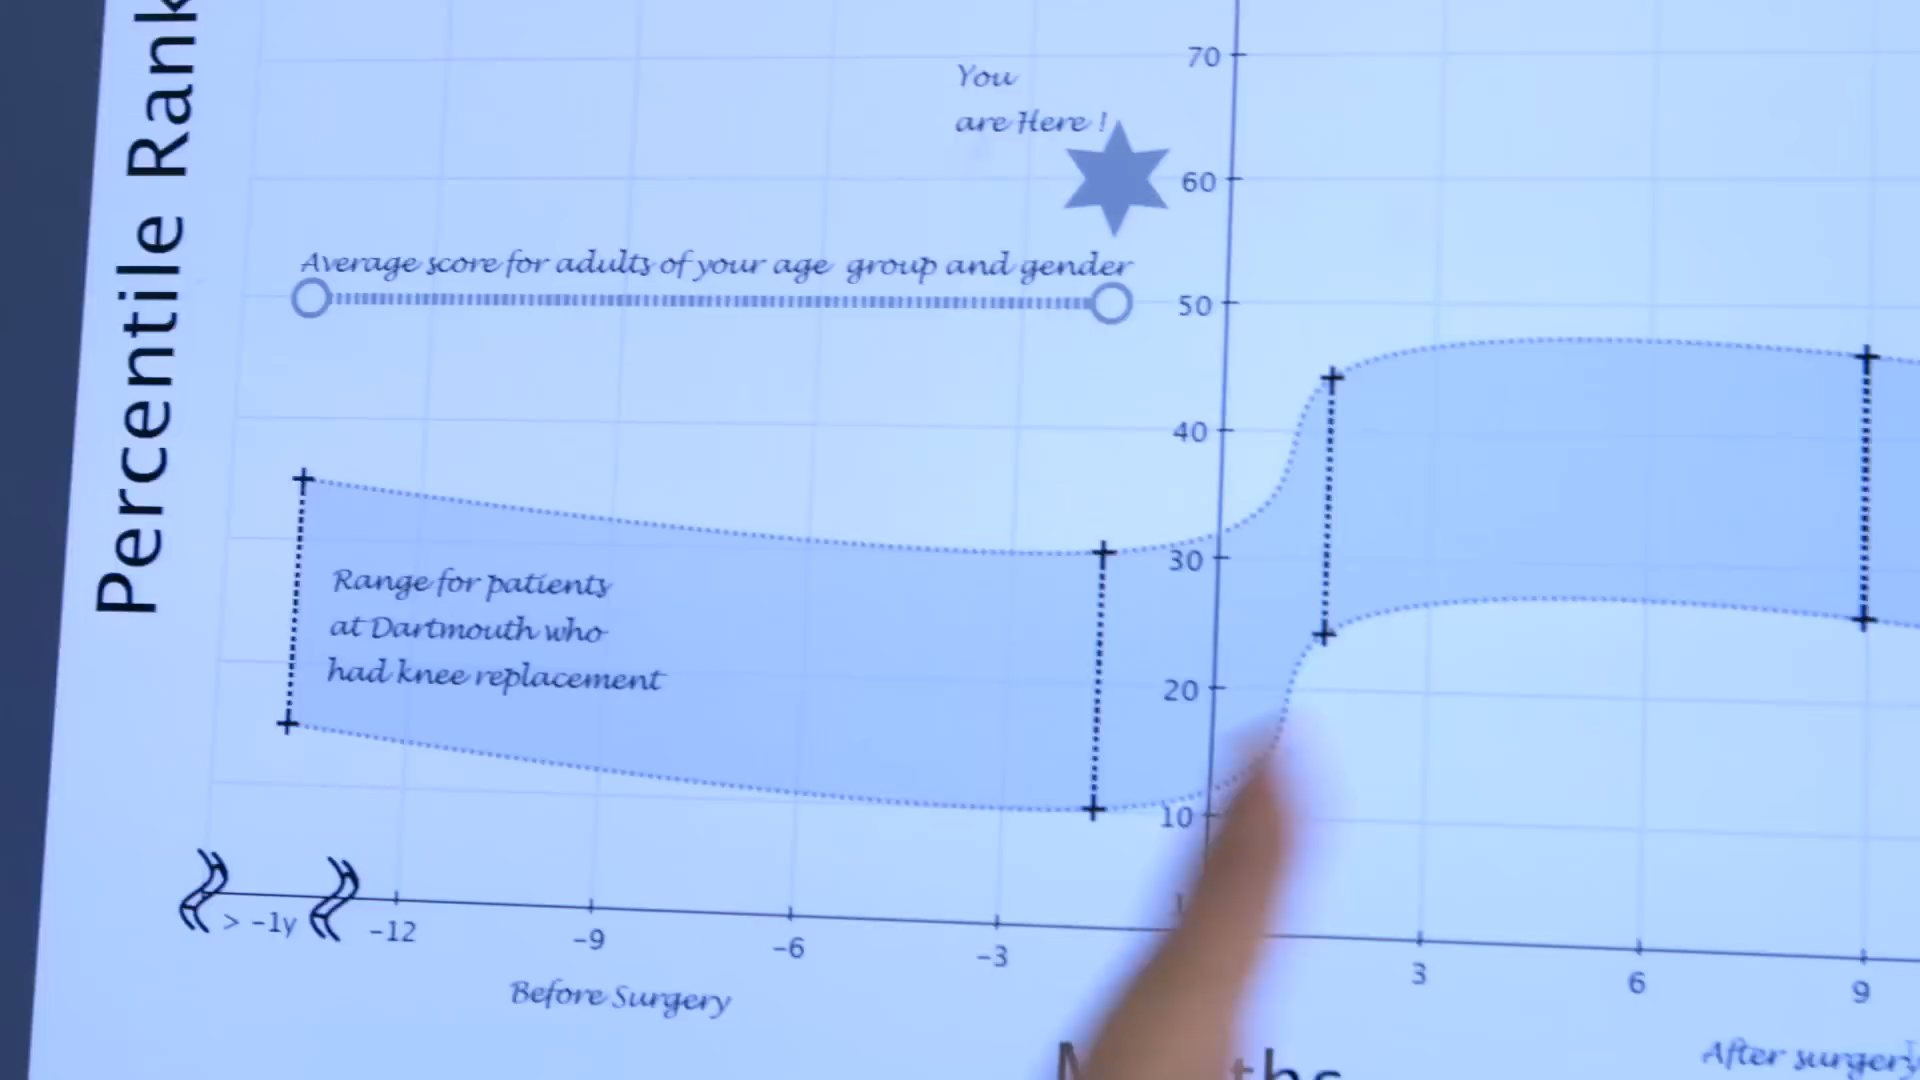 Percentile Rank
70
You
are Here !
60
Average score for adults of your age group and gender
50
40
30
Range for patients
at Dartmouth who
had knee replacement
20
10
> -1y
-12
-9
-6
-3
3
6
9
Before Surgery
After surgery